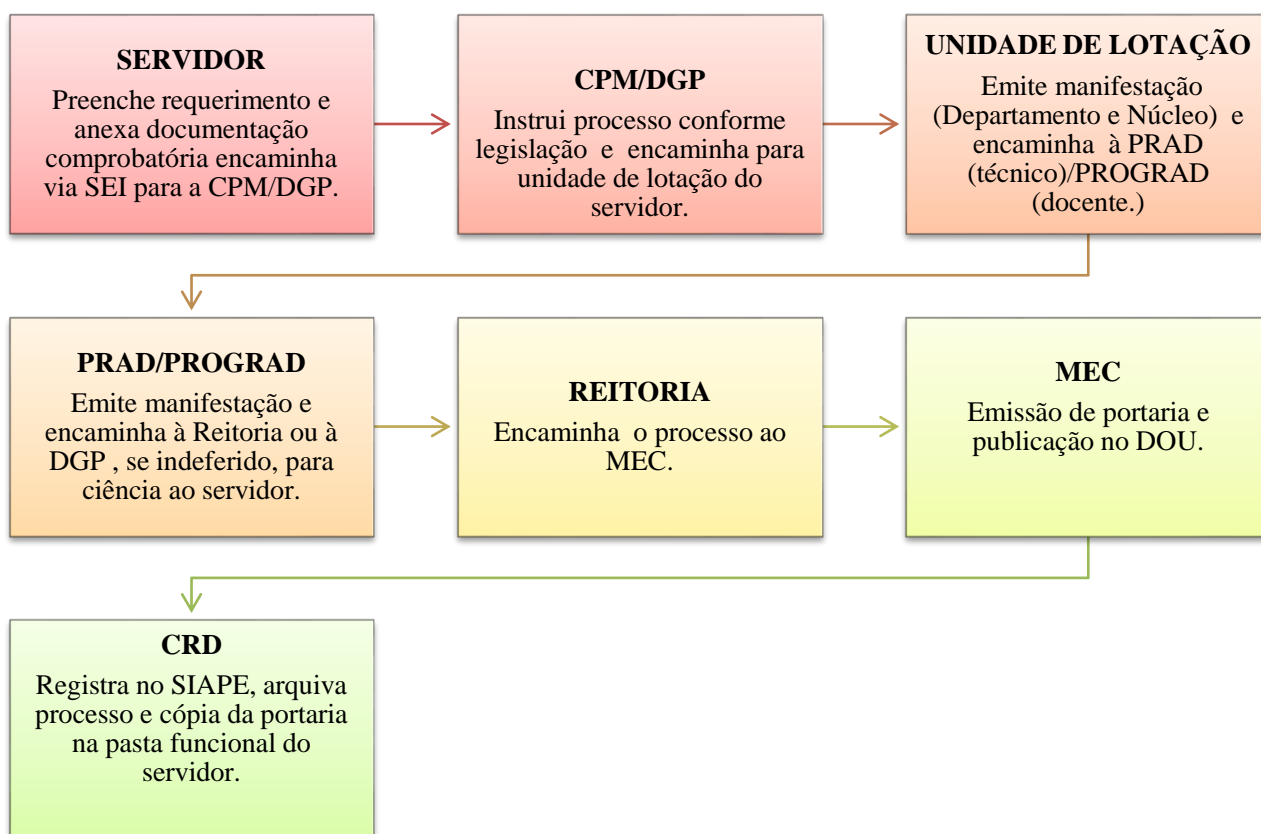 SERVIDOR
Preenche requerimento e
anexa documentação
comprobatória encaminha
via SEI para a CPM/DGP.
CPM/DGP
Instrui processo conforme
legislação e encaminha para
unidade de lotação do
servidor.
UNIDADE DE LOTAÇÃO
Emite manifestação
(Departamento e Núcleo) e
encaminha à PRAD
(técnico)/PROGRAD
(docente.)
PRAD/PROGRAD
Emite manifestação e
encaminha à Reitoria ou à
DGP , se indeferido, para
ciência ao servidor.
REITORIA
Encaminha o processo ao
MEC.
MEC
Emissão de portaria e
publicação no DOU.
CRD
Registra no SIAPE, arquiva
processo e cópia da portaria
na pasta funcional do
servidor.